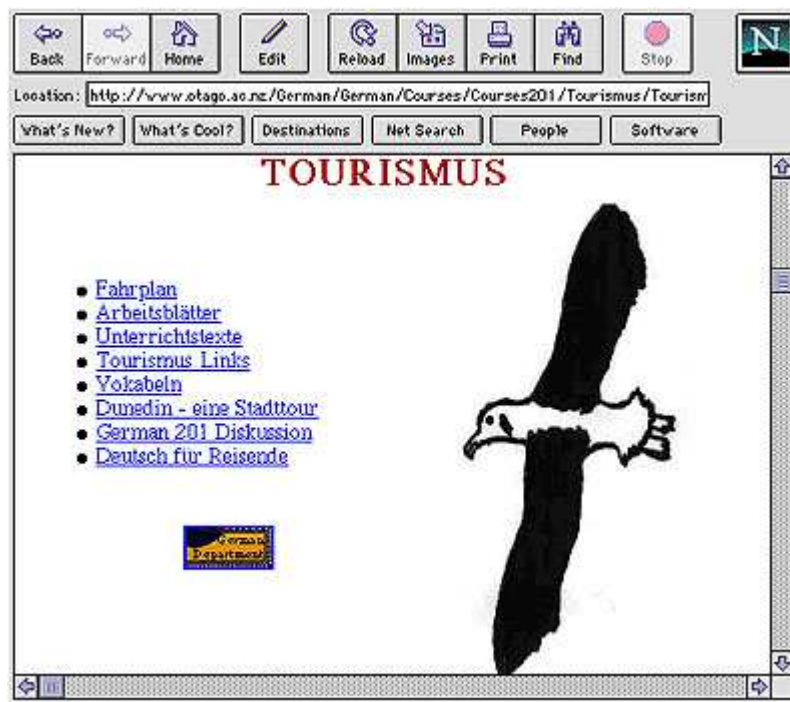 Back Forward Home Edit Reload Images Print Find Stop N
Location: http://www.otago.ac.nz/German/German/Courses/Courses201/Tourismus/Tourism
What's New? What's Cool? Destinations Net Search People Software
TOURISMUS
Fahrplan
Arbeitsblätter
Unterrichtstexte
Tourismus Links
Vokabeln
Dunedin - eine Stadttour
German 201 Diskussion
Deutsch für Reisende
German
Department